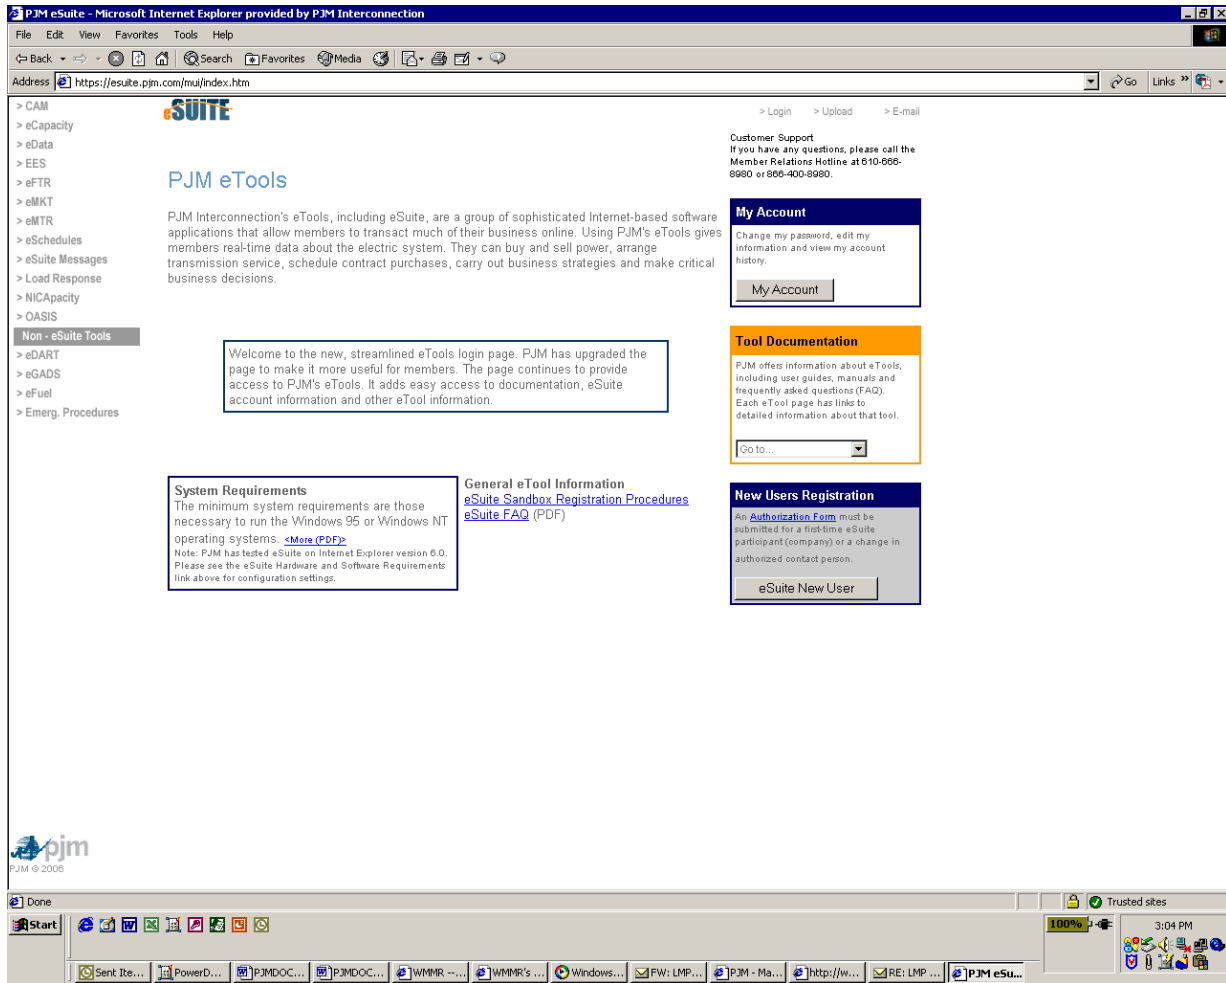 PJM eSuite - Microsoft Internet Explorer provided by PJM Interconnection
File Edit View Favorites Tools Help
Back Search Favorites Media
Address https://esuite.pjm.com/mui/index.htm Go Links »
> CAM
> eCapacity
> eData
> EES
> eFTR
> eMKT
> eMTR
> eSchedules
> eSuite Messages
> Load Response
> NICApacity
> OASIS
Non - eSuite Tools
> eDART
> eGADS
> eFuel
> Emerg. Procedures
eSUITE
> Login > Upload > E-mail
Customer Support
If you have any questions, please call the
Member Relations Hotline at 610-666-
8980 or 866-400-8980.
PJM eTools
PJM Interconnection's eTools, including eSuite, are a group of sophisticated Internet-based software
applications that allow members to transact much of their business online. Using PJM's eTools gives
members real-time data about the electric system. They can buy and sell power, arrange
transmission service, schedule contract purchases, carry out business strategies and make critical
business decisions.
My Account
Change my password, edit my
information and view my account
history.
My Account
Welcome to the new, streamlined eTools login page. PJM has upgraded the
page to make it more useful for members. The page continues to provide
access to PJM's eTools. It adds easy access to documentation, eSuite
account information and other eTool information.
Tool Documentation
PJM offers information about eTools,
including user guides, manuals and
frequently asked questions (FAQ).
Each eTool page has links to
detailed information about that tool.
Go to...
System Requirements
The minimum system requirements are those
necessary to run the Windows 95 or Windows NT
operating systems. <More (PDF)>
Note: PJM has tested eSuite on Internet Explorer version 6.0.
Please see the eSuite Hardware and Software Requirements
link above for configuration settings.
General eTool Information
eSuite Sandbox Registration Procedures
eSuite FAQ (PDF)
New Users Registration
An Authorization Form must be
submitted for a first-time eSuite
participant (company) or a change in
authorized contact person.
eSuite New User
pjm
PJM © 2006
Done Trusted sites
Start 100% 3:04 PM
Sent Ite... PowerD... PJMDOC... PJMDOC... WMMR --... WMMR's ... Windows... FW: LMP... PJM - Ma... http://w... RE: LMP ... PJM eSu...